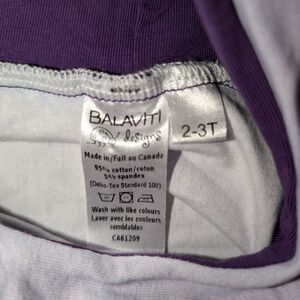 BALAVITI
designs
2-3T
Made in/Fait au Canada
95% cotton/coton
5% spandex
(Oeko-Tex Standard 100)
Wash with like colours
Laver avec les couleurs
semblables
CA61209